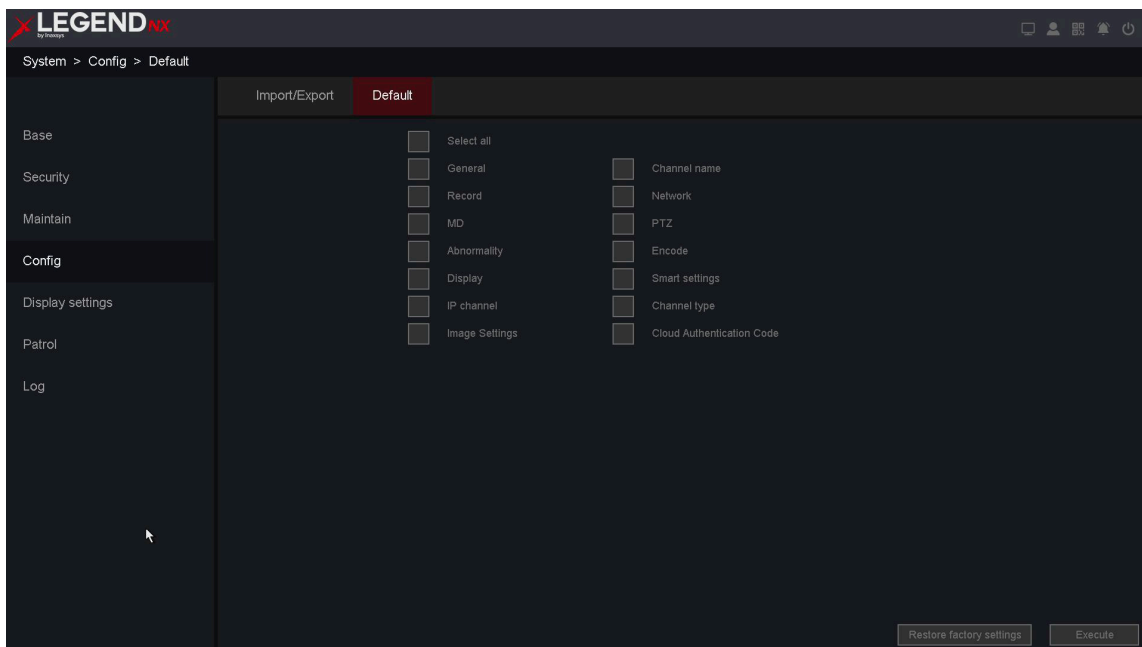 LEGEND NX
by Inaxsys
System > Config > Default
Import/Export
Default
Base
Security
Maintain
Config
Display settings
Patrol
Log
Select all
General
Channel name
Record
Network
MD
PTZ
Abnormality
Encode
Display
Smart settings
IP channel
Channel type
Image Settings
Cloud Authentication Code
Restore factory settings
Execute